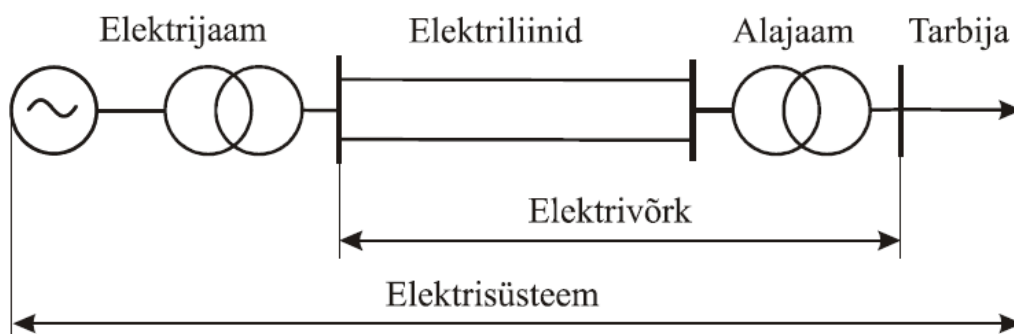 Elektrijaam
Elektriliinid
Alajaam
Tarbija
Elektrivõrk
Elektrisüsteem